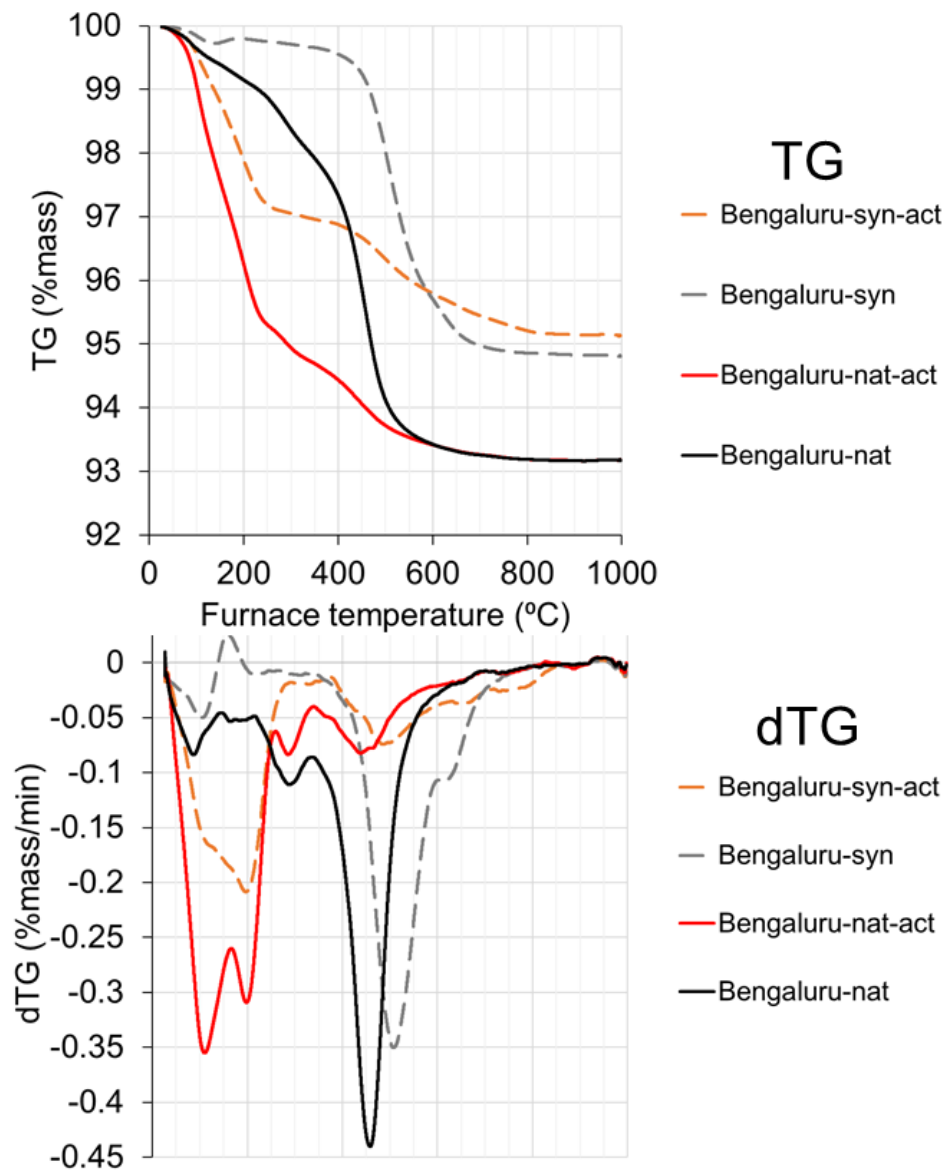 100
99
98
97
96
95
94
93
92
TG (%mass)
0 200 400 600 800 1000
Furnace temperature (ºC)
TG
Bengaluru-syn-act
Bengaluru-syn
Bengaluru-nat-act
Bengaluru-nat
0
-0.05
-0.1
-0.15
-0.2
-0.25
-0.3
-0.35
-0.4
-0.45
dTG (%mass/min)
dTG
Bengaluru-syn-act
Bengaluru-syn
Bengaluru-nat-act
Bengaluru-nat